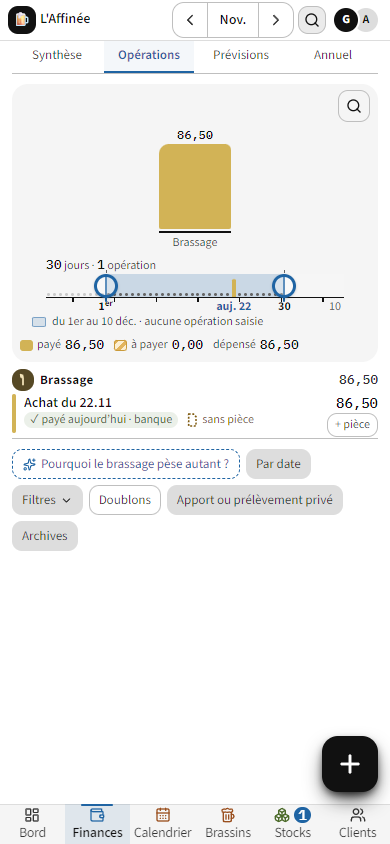 L'Affinée
Nov.
G
A
Synthèse
Opérations
Prévisions
Annuel
86,50
Brassage
30 jours · 1 opération
1er
auj. 22
30
10
du 1er au 10 déc. · aucune opération saisie
payé 86,50
à payer 0,00
dépensé 86,50
Brassage
86,50
Achat du 22.11
86,50
✓ payé aujourd'hui · banque
sans pièce
+ pièce
Pourquoi le brassage pèse autant ?
Par date
Filtres
Doublons
Apport ou prélèvement privé
Archives
Bord
Finances
Calendrier
Brassins
Stocks
1
Clients